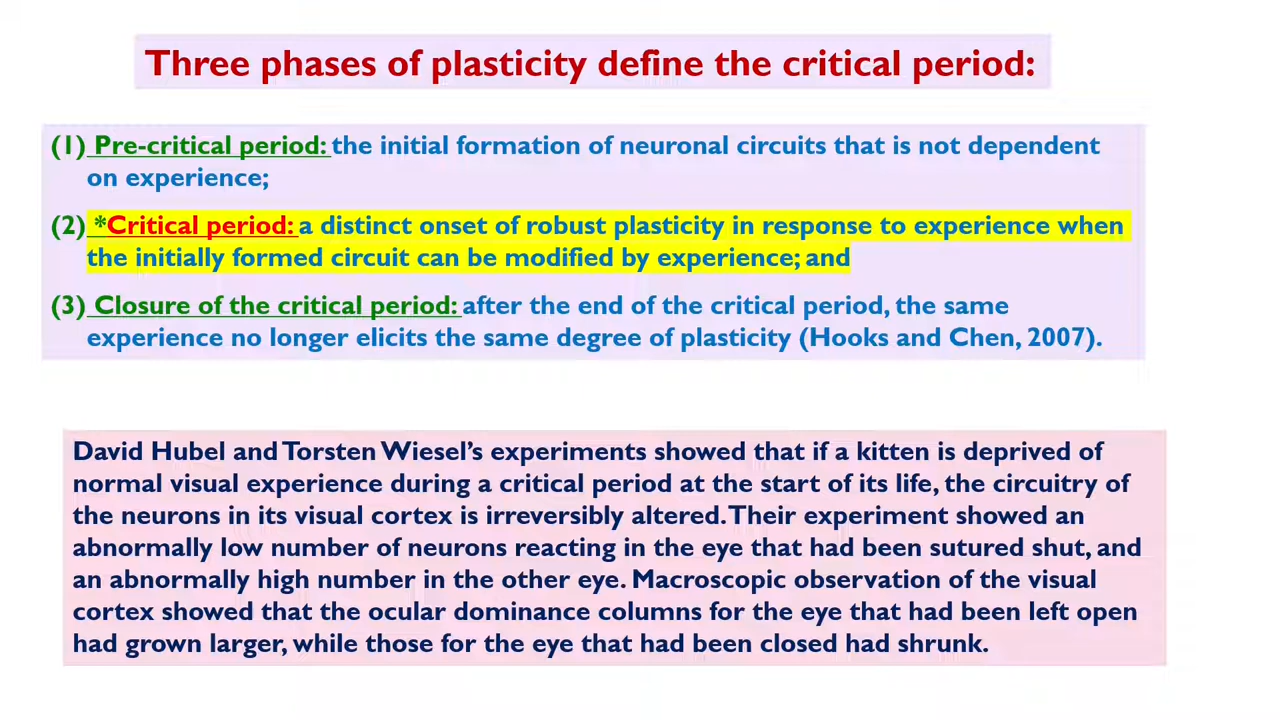 Three phases of plasticity define the critical period:
(1) Pre-critical period: the initial formation of neuronal circuits that is not dependent
on experience;
(2) *Critical period: a distinct onset of robust plasticity in response to experience when
the initially formed circuit can be modified by experience; and
(3) Closure of the critical period: after the end of the critical period, the same
experience no longer elicits the same degree of plasticity (Hooks and Chen, 2007).
David Hubel and Torsten Wiesel’s experiments showed that if a kitten is deprived of
normal visual experience during a critical period at the start of its life, the circuitry of
the neurons in its visual cortex is irreversibly altered. Their experiment showed an
abnormally low number of neurons reacting in the eye that had been sutured shut, and
an abnormally high number in the other eye. Macroscopic observation of the visual
cortex showed that the ocular dominance columns for the eye that had been left open
had grown larger, while those for the eye that had been closed had shrunk.